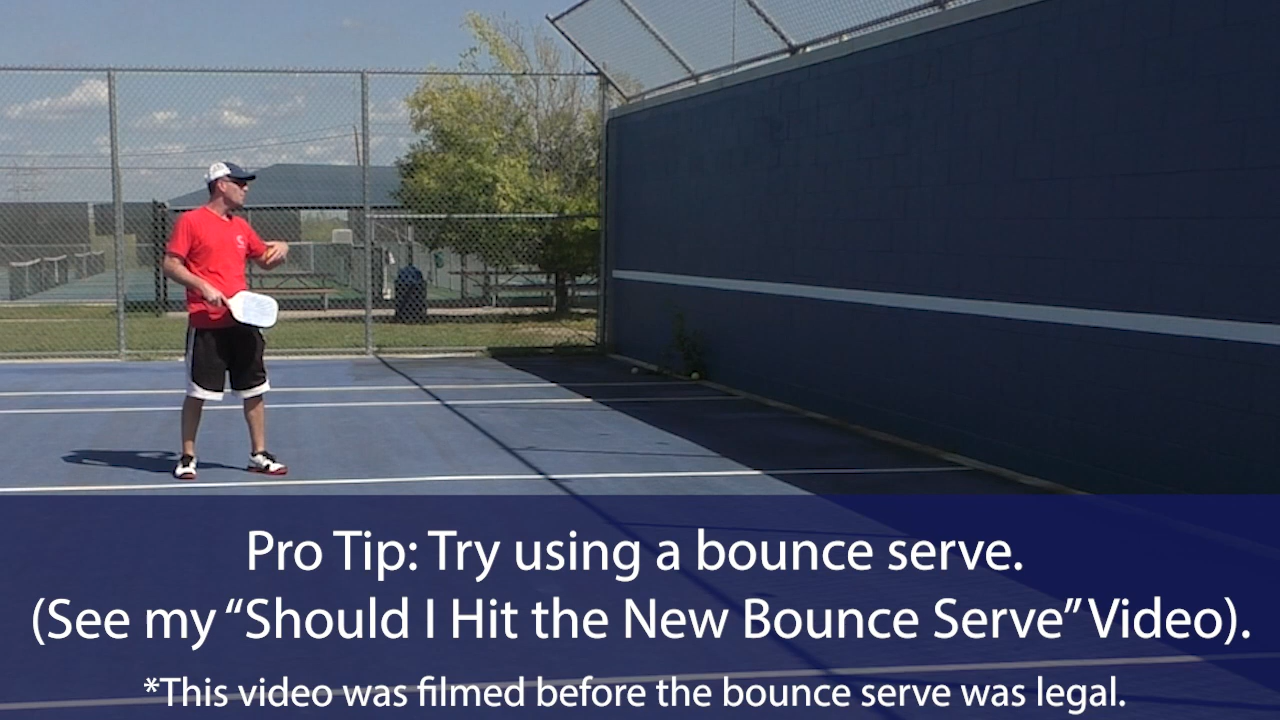 Pro Tip: Try using a bounce serve.
(See my “Should I Hit the New Bounce Serve” Video).
*This video was filmed before the bounce serve was legal.